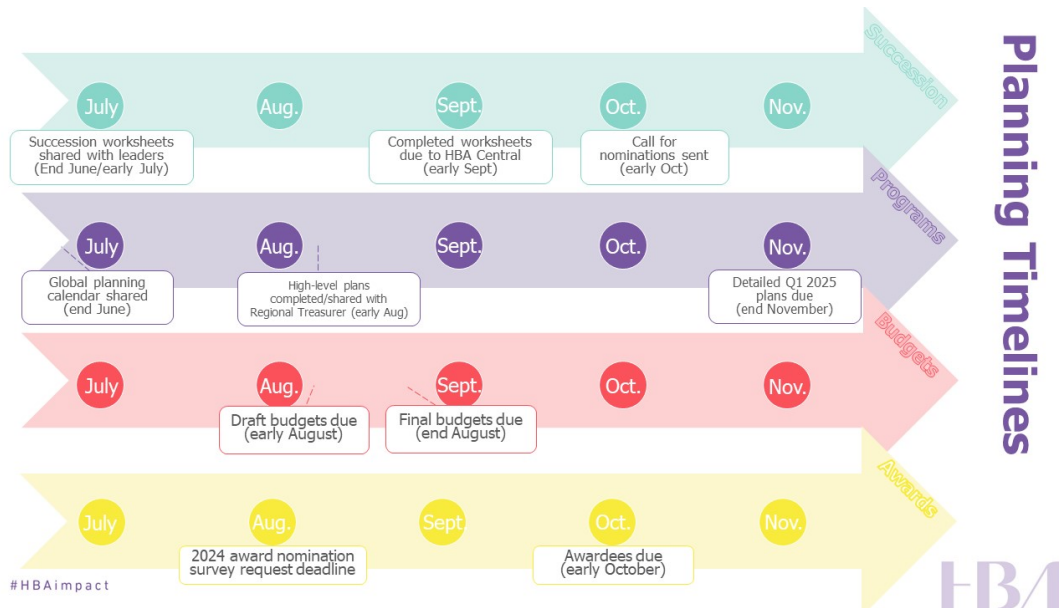 Planning Timelines
Succession
July
Aug.
Sept.
Oct.
Nov.
Succession worksheets
shared with leaders
(End June/early July)
Completed worksheets
due to HBA Central
(early Sept)
Call for
nominations sent
(early Oct)
Programs
July
Aug.
Sept.
Oct.
Nov.
Global planning
calendar shared
(end June)
High-level plans
completed/shared with
Regional Treasurer (early Aug)
Detailed Q1 2025
plans due
(end November)
Budgets
July
Aug.
Sept.
Oct.
Nov.
Draft budgets due
(early August)
Final budgets due
(end August)
Awards
July
Aug.
Sept.
Oct.
Nov.
2024 award nomination
survey request deadline
Awardees due
(early October)
#HBAimpact
HBA